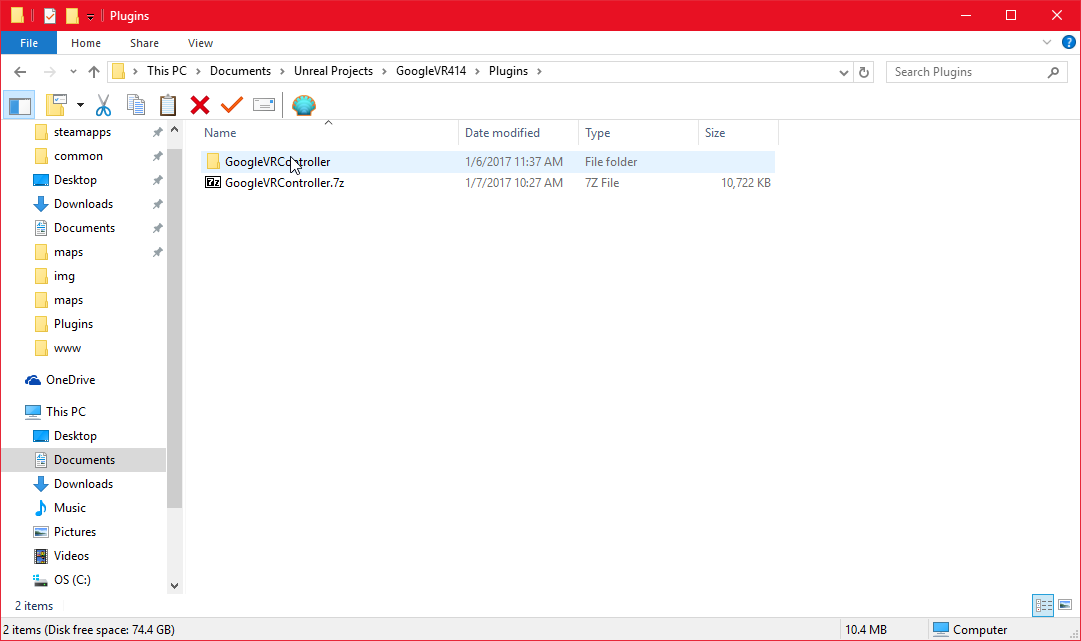 Plugins
File Home Share View
This PC Documents Unreal Projects GoogleVR414 Plugins
Search Plugins
Name Date modified Type Size
GoogleVRController 1/6/2017 11:37 AM File folder
7z GoogleVRController.7z 1/7/2017 10:27 AM 7Z File 10,722 KB
steamapps
common
Desktop
Downloads
Documents
maps
img
maps
Plugins
www
OneDrive
This PC
Desktop
Documents
Downloads
Music
Pictures
Videos
OS (C:)
2 items
2 items (Disk free space: 74.4 GB) 10.4 MB Computer